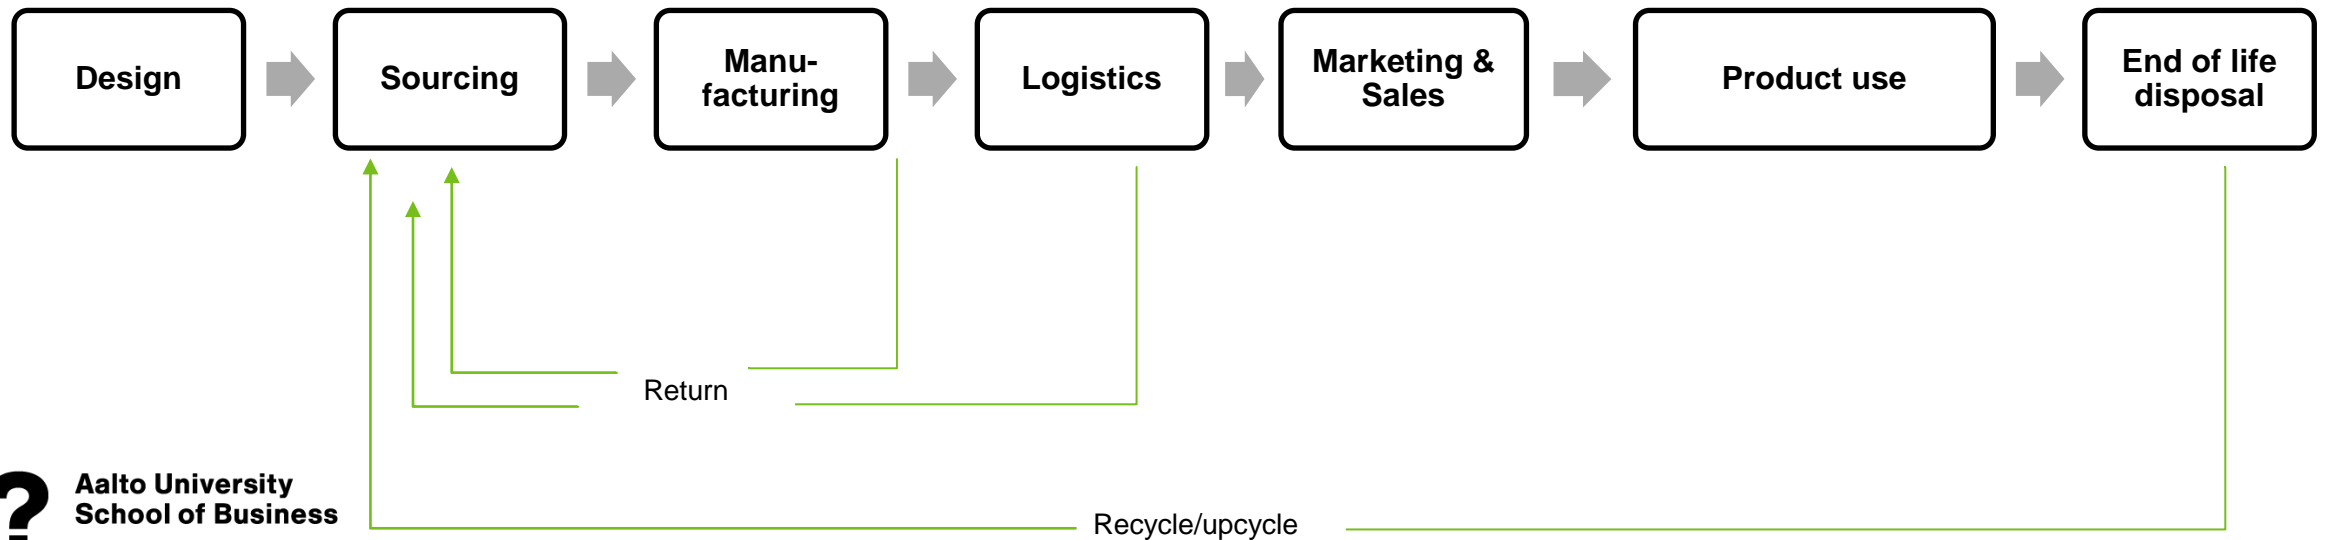 Design
Sourcing
Manu-
facturing
Logistics
Marketing &
Sales
Product use
End of life
disposal
Return
Recycle/upcycle
?
Aalto University
School of Business